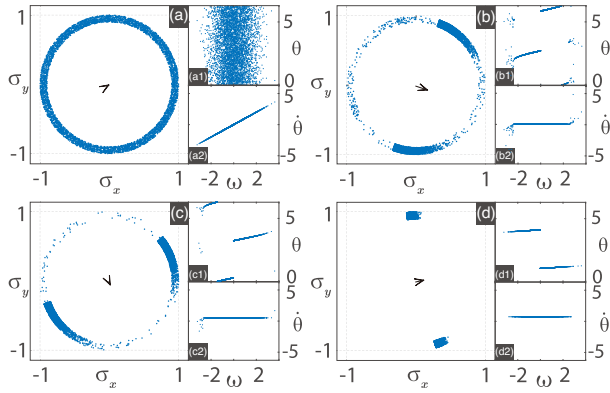 1 (a) 5 1 (b) 5
θ θ
σy (a1) 0 σy (b1) 0
5 5
θ̇ θ̇
-1 (a2) -5 -1 (b2) -5
-1 σx 1 -2 ω 2 -1 σx 1 -2 ω 2
1 (c) 5 1 (d) 5
θ θ
σy (c1) 0 σy (d1) 0
5 5
θ̇ θ̇
-1 (c2) -5 -1 (d2) -5
-1 σx 1 -2 ω 2 -1 σx 1 -2 ω 2